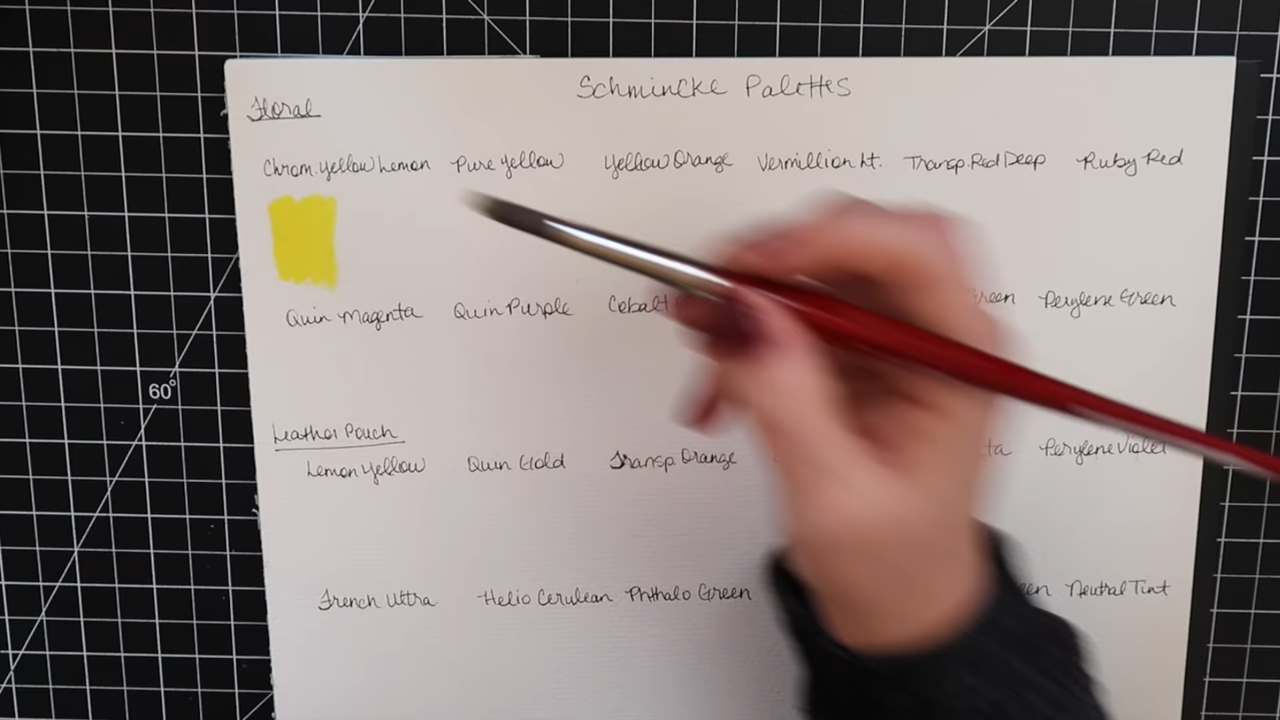 Schmincke Palettes
Floral
Chrom. Yellow Lemon Pure Yellow Yellow Orange Vermillion Lt. Transp. Red Deep Ruby Red
Quin Magenta Quin Purple Cobalt Green Perylene Green
Leather Pouch
Lemon Yellow Quin Gold Transp. Orange Perylene Violet
French Ultra Helio Cerulean Phthalo Green Neutral Tint
60°